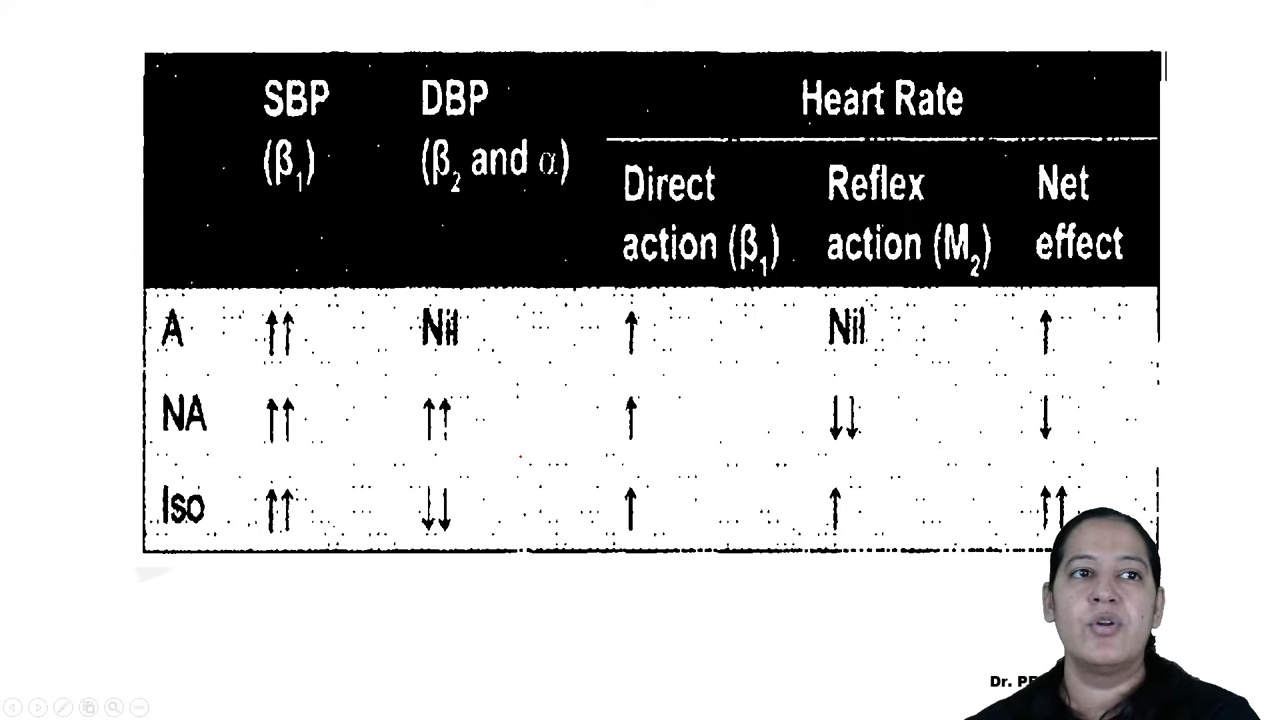 SBP DBP Heart Rate
(β₁) (β₂ and α)
Direct Reflex Net
action (β₁) action (M₂) effect
A ↑↑ Nil ↑ Nil ↑
NA ↑↑ ↑↑ ↑ ↓↓ ↓
Iso ↑↑ ↓↓ ↑ ↑ ↑↑
Dr.